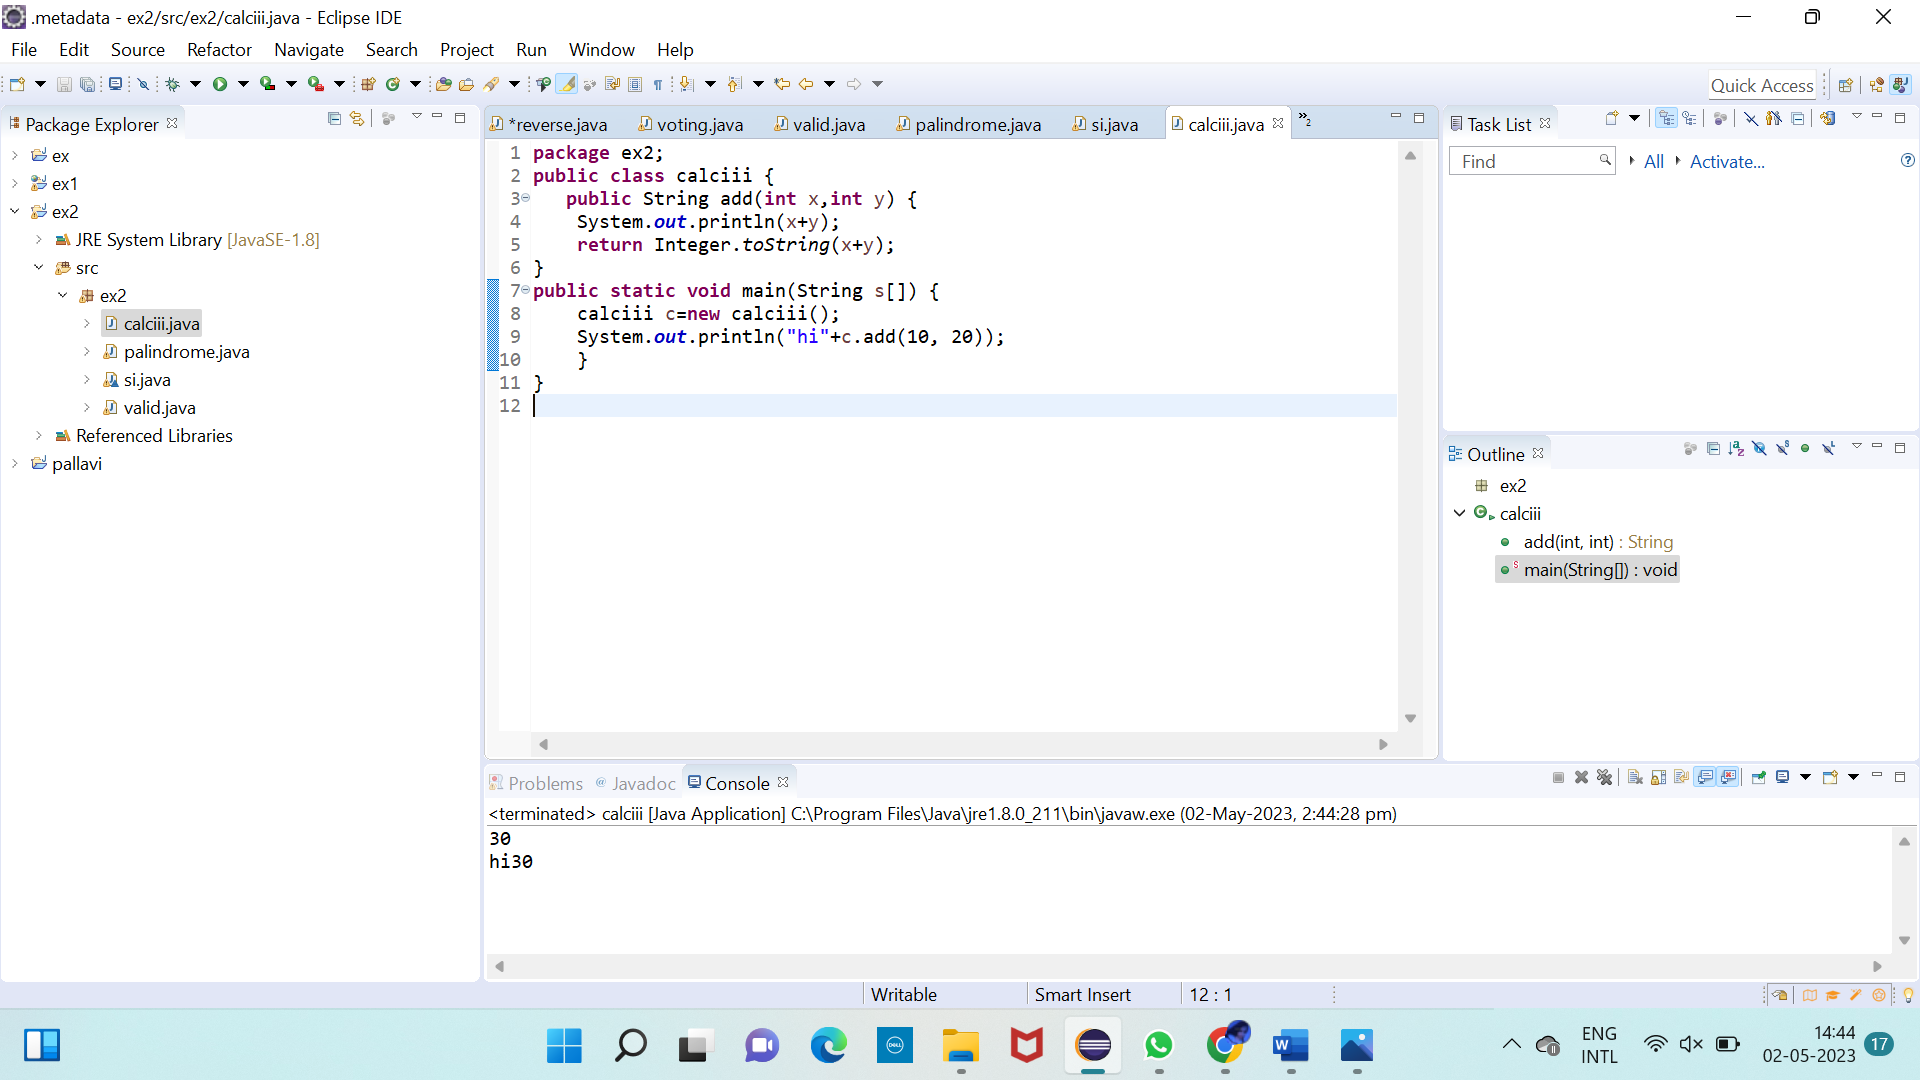 .metadata - ex2/src/ex2/calciii.java - Eclipse IDE
File Edit Source Refactor Navigate Search Project Run Window Help
Quick Access
Package Explorer
ex
ex1
ex2
JRE System Library [JavaSE-1.8]
src
ex2
calciii.java
palindrome.java
si.java
valid.java
Referenced Libraries
pallavi
*reverse.java voting.java valid.java palindrome.java si.java calciii.java »2
1 package ex2;
2 public class calciii {
3 public String add(int x,int y) {
4 System.out.println(x+y);
5 return Integer.toString(x+y);
6 }
7 public static void main(String s[]) {
8 calciii c=new calciii();
9 System.out.println("hi"+c.add(10, 20));
10 }
11 }
12
Task List
Find All Activate...
Outline
ex2
calciii
add(int, int) : String
main(String[]) : void
Problems @ Javadoc Console
<terminated> calciii [Java Application] C:\Program Files\Java\jre1.8.0_211\bin\javaw.exe (02-May-2023, 2:44:28 pm)
30
hi30
Writable Smart Insert 12 : 1
DELL
W
ENG
INTL
14:44
02-05-2023
17